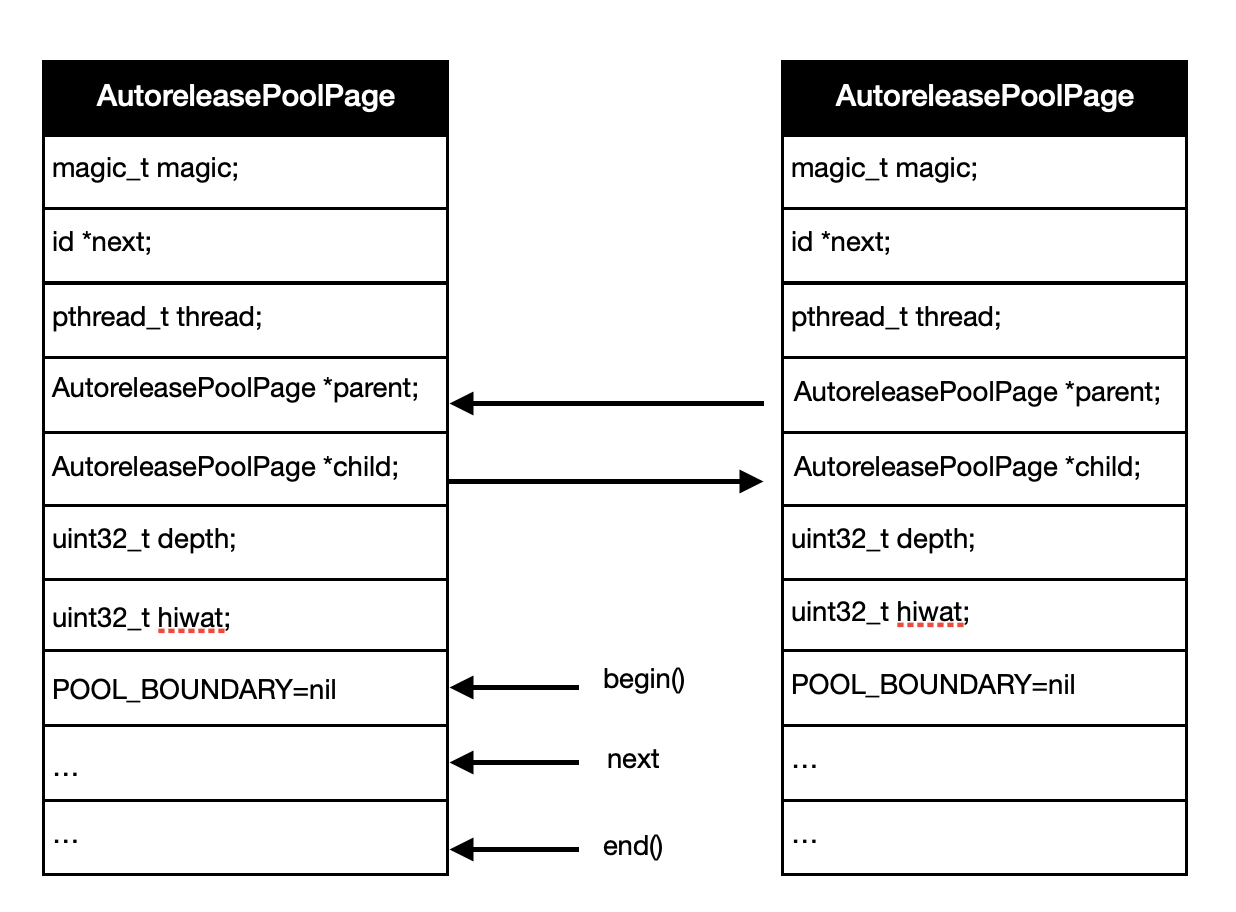 AutoreleasePoolPage
magic_t magic;
id *next;
pthread_t thread;
AutoreleasePoolPage *parent;
AutoreleasePoolPage *child;
uint32_t depth;
uint32_t hiwat;
POOL_BOUNDARY=nil
...
...
begin()
next
end()
AutoreleasePoolPage
magic_t magic;
id *next;
pthread_t thread;
AutoreleasePoolPage *parent;
AutoreleasePoolPage *child;
uint32_t depth;
uint32_t hiwat;
POOL_BOUNDARY=nil
...
...